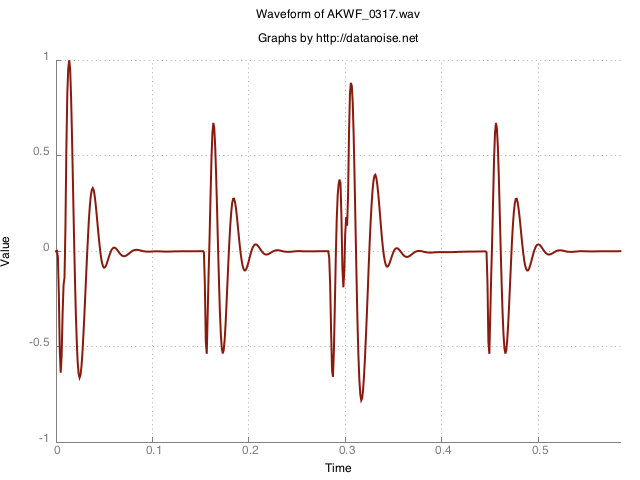 Waveform of AKWF_0317.wav
Graphs by http://datanoise.net
1
0.5
0
-0.5
-1
Value
0 0.1 0.2 0.3 0.4 0.5
Time